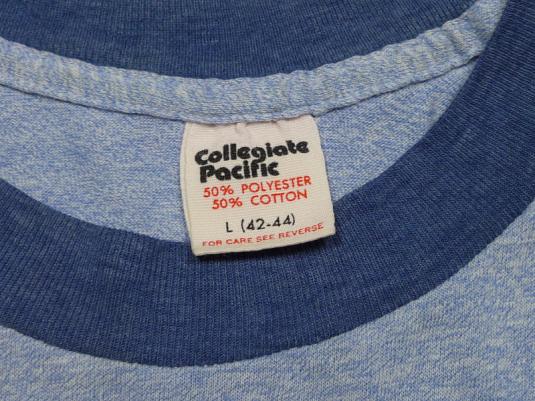 Collegiate
Pacific
50% POLYESTER
50% COTTON
L (42-44)
FOR CARE SEE REVERSE